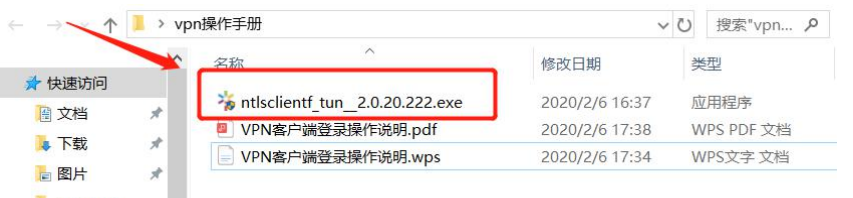 vpn操作手册
搜索"vpn...
名称 修改日期 类型
快速访问
ntlsclientf_tun__2.0.20.222.exe 2020/2/6 16:37 应用程序
文档
VPN客户端登录操作说明.pdf 2020/2/6 17:38 WPS PDF 文档
下载
VPN客户端登录操作说明.wps 2020/2/6 17:34 WPS文字 文档
图片